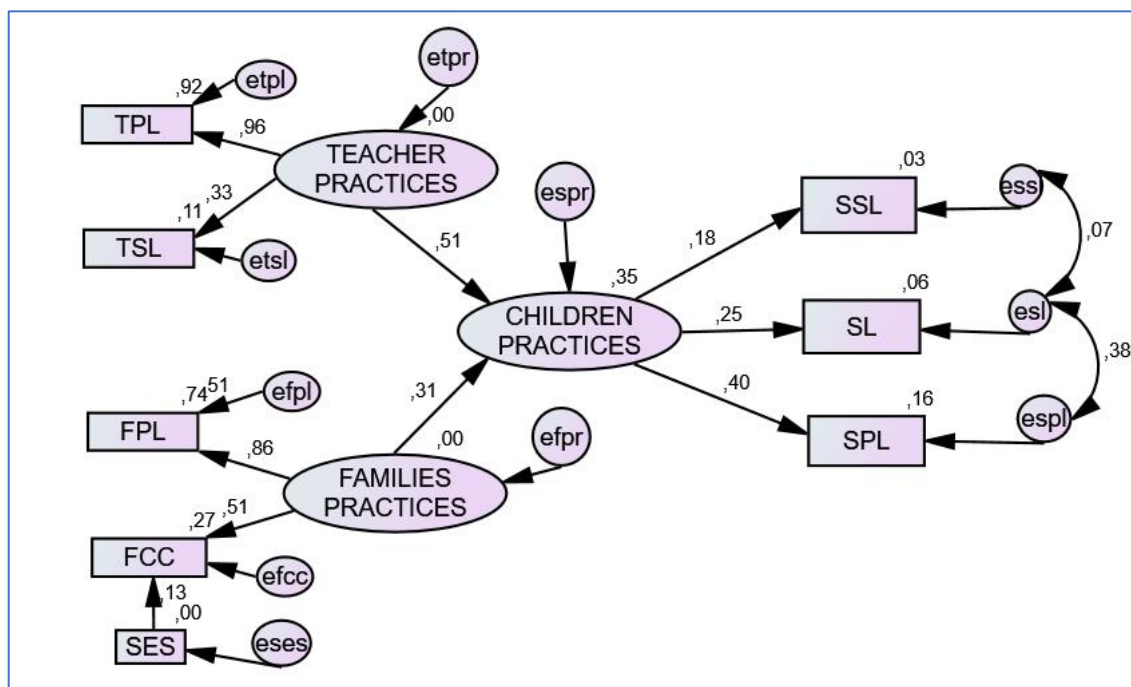 etpr
,92
etpl
TPL
,96
,00
TEACHER
PRACTICES
,33
,11
TSL
etsl
,51
espr
,35
CHILDREN
PRACTICES
,18
,03
SSL
essl
,07
,25
,06
SL
esl
,38
,40
,16
SPL
espl
,31
,74
,51
efpl
FPL
,86
,00
efpr
FAMILIES
PRACTICES
,51
,27
FCC
efcc
,13
,00
SES
eses